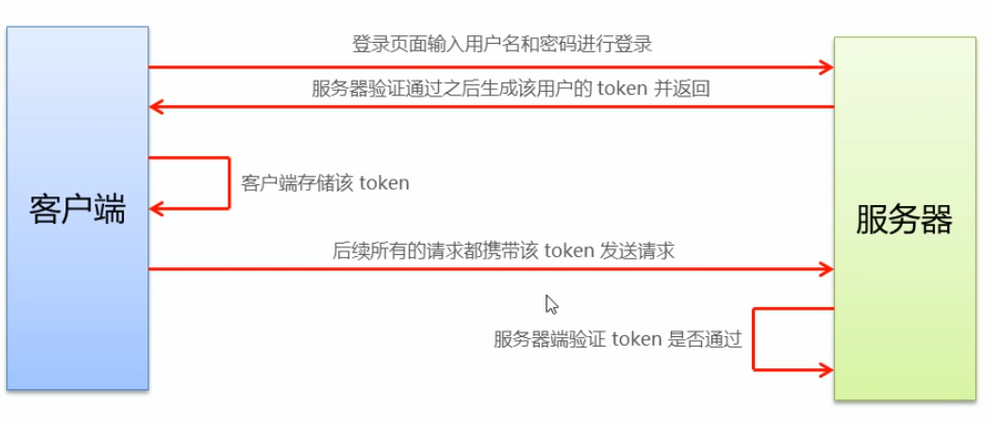 登录页面输入用户名和密码进行登录
服务器验证通过之后生成该用户的 token 并返回
客户端存储该 token
客户端
服务器
后续所有的请求都携带该 token 发送请求
服务器端验证 token 是否通过